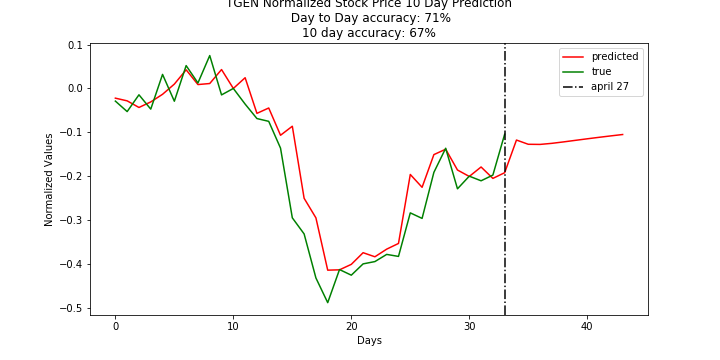 TGEN Normalized Stock Price 10 Day Prediction
Day to Day accuracy: 71%
10 day accuracy: 67%
predicted
true
april 27
Normalized Values
0.1
0.0
−0.1
−0.2
−0.3
−0.4
−0.5
0 10 20 30 40
Days